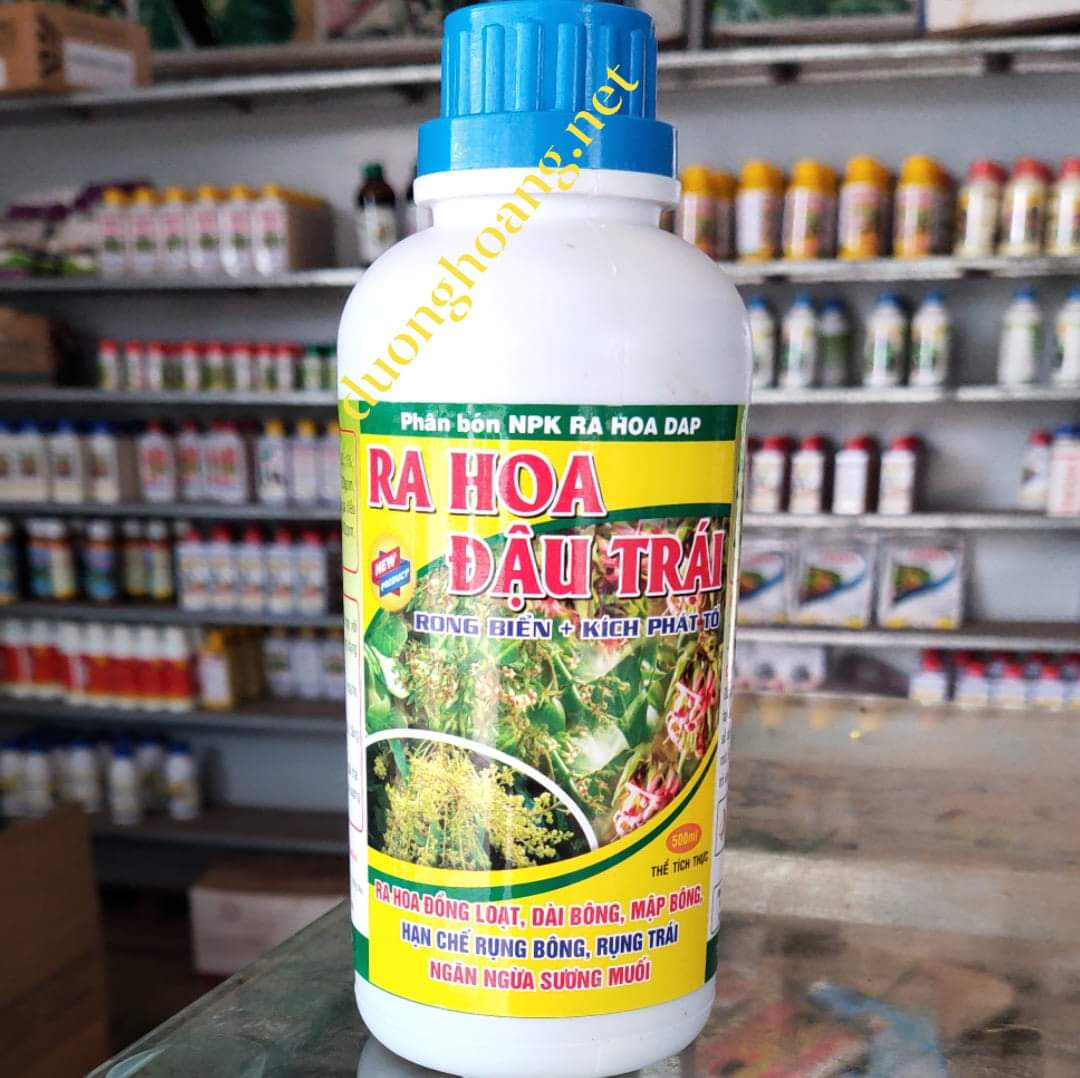 duonghoang.net
Phân bón NPK RA HOA DAP
RA HOA
ĐẬU TRÁI
NEW
PRODUCT
RONG BIỂN + KÍCH PHÁT TỐ
500ml
THỂ TÍCH THỰC
RA HOA ĐỒNG LOẠT, DÀI BÔNG, MẬP BÔNG,
HẠN CHẾ RỤNG BÔNG, RỤNG TRÁI
NGĂN NGỪA SƯƠNG MUỐI